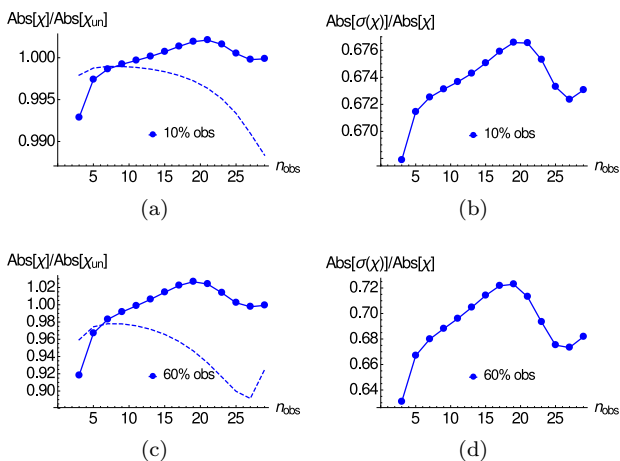 Abs[χ]/Abs[χun]
1.000
0.995
0.990
10% obs
5 10 15 20 25
nobs
(a)
Abs[σ(χ)]/Abs[χ]
0.676
0.674
0.672
0.670
10% obs
5 10 15 20 25
nobs
(b)
Abs[χ]/Abs[χun]
1.04
1.02
1.00
0.98
0.96
0.94
0.92
0.90
60% obs
5 10 15 20 25
nobs
(c)
Abs[σ(χ)]/Abs[χ]
0.72
0.70
0.68
0.66
0.64
60% obs
5 10 15 20 25
nobs
(d)